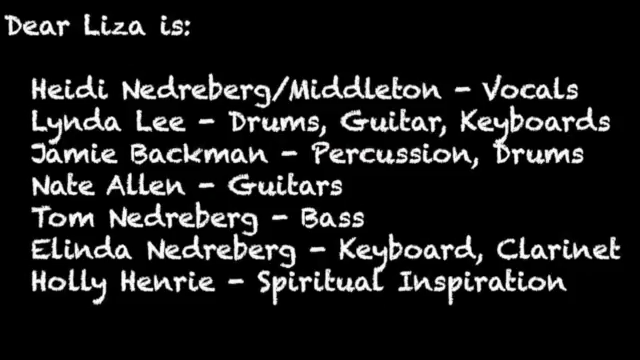 Dear Liza is:
Heidi Nedreberg/Middleton - Vocals
Lynda Lee - Drums, Guitar, Keyboards
Jamie Backman - Percussion, Drums
Nate Allen - Guitars
Tom Nedreberg - Bass
Elinda Nedreberg - Keyboard, Clarinet
Holly Henrie - Spiritual Inspiration